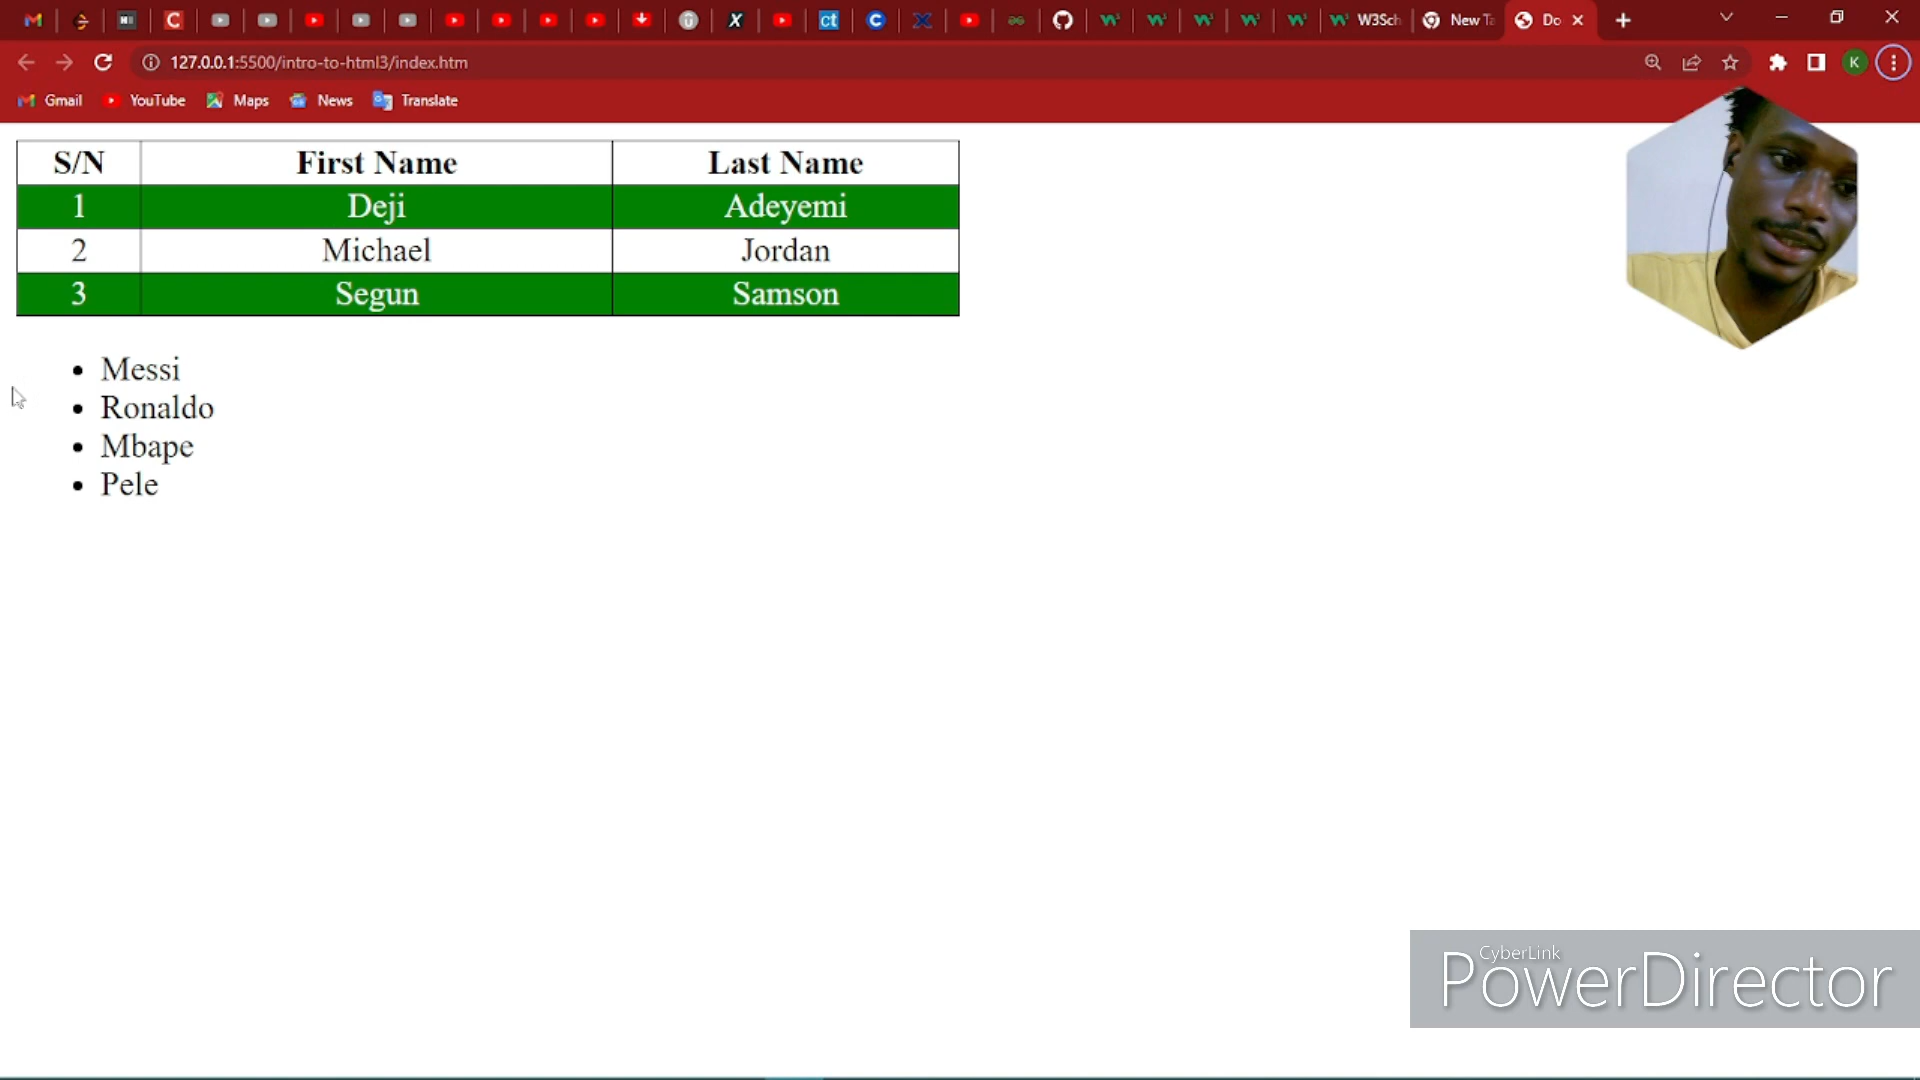 W3Sch
New Ta
Do
127.0.0.1:5500/intro-to-html3/index.htm
K
Gmail YouTube Maps News Translate
S/N First Name Last Name
1 Deji Adeyemi
2 Michael Jordan
3 Segun Samson
Messi
Ronaldo
Mbape
Pele
CyberLink
PowerDirector